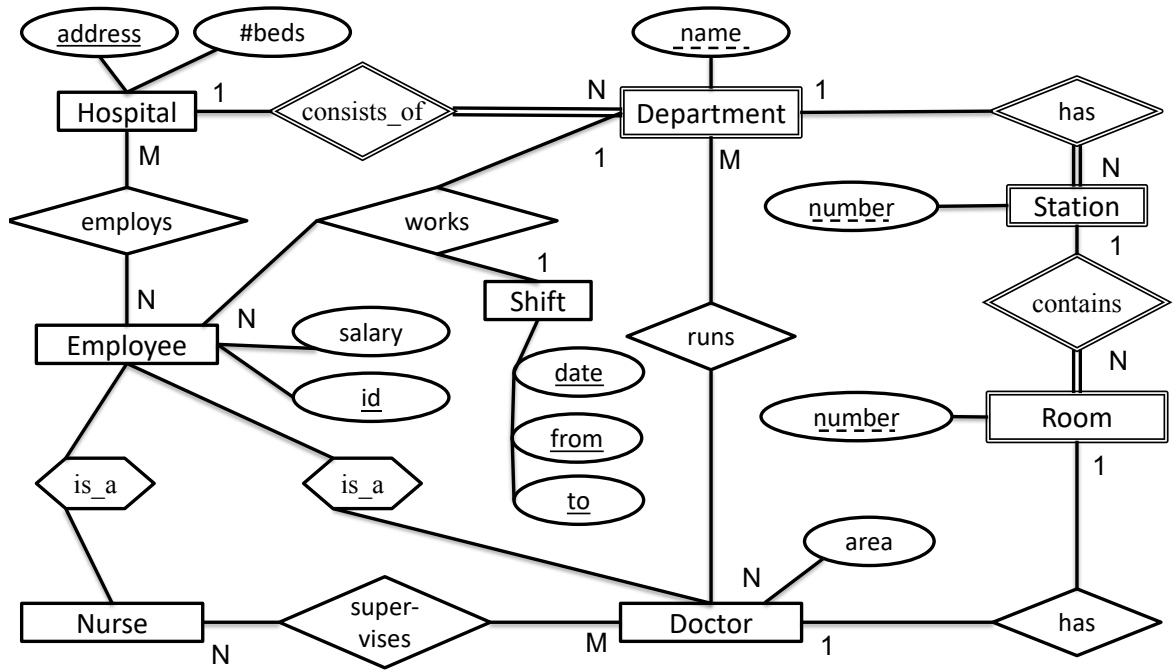 address
#beds
name
1
N
1
Hospital
consists_of
Department
has
M
1
M
N
number
Station
employs
works
1
1
contains
N
N
Shift
runs
N
Employee
salary
date
id
number
Room
from
1
is_a
is_a
to
area
N
Nurse
super-
vises
Doctor
has
N
M
1